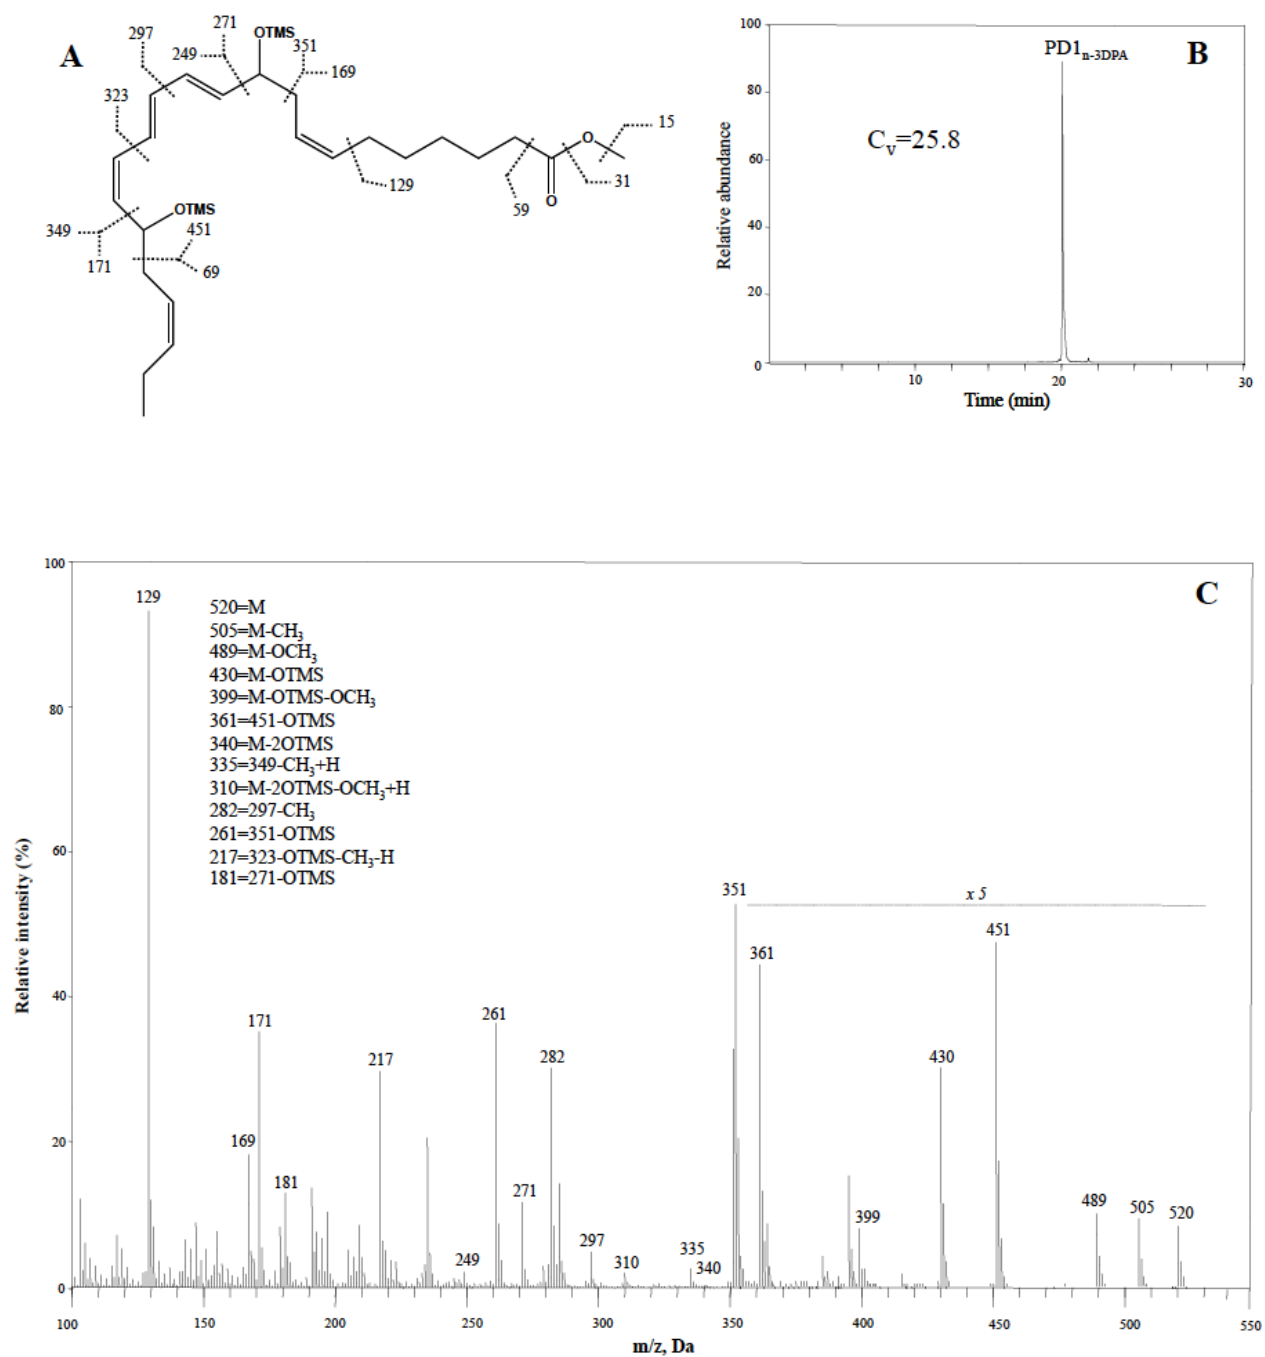 A
297
271
OTMS
249
351
169
323
15
129
59
31
O
O
OTMS
349
451
171
69
B
100
80
60
40
20
0
Relative abundance
PD1n-3DPA
Cv=25.8
10
20
30
Time (min)
C
100
80
60
40
20
0
Relative intensity (%)
520=M
505=M-CH3
489=M-OCH3
430=M-OTMS
399=M-OTMS-OCH3
361=451-OTMS
340=M-2OTMS
335=349-CH3+H
310=M-2OTMS-OCH3+H
282=297-CH3
261=351-OTMS
217=323-OTMS-CH3-H
181=271-OTMS
129
169
171
181
217
249
261
271
282
297
310
335
340
351
x 5
361
399
430
451
489
505
520
100
150
200
250
300
350
400
450
500
550
m/z, Da